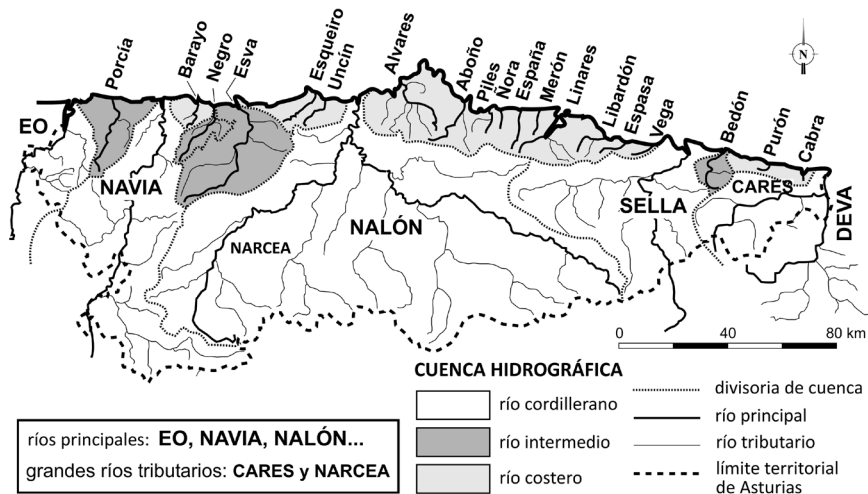 Porcía
Barayo
Negro
Esva
Esqueiro
Uncín
Alvares
Aboño
Piles
Ñora
España
Merón
Linares
Libardón
Espasa
Vega
Bedón
Purón
Cabra
N
EO
NAVIA
NARCEA
NALÓN
SELLA
CARES
DEVA
0 40 80 km
CUENCA HIDROGRÁFICA
río cordillerano
río intermedio
río costero
divisoria de cuenca
río principal
río tributario
límite territorial
de Asturias
ríos principales: EO, NAVIA, NALÓN...
grandes ríos tributarios: CARES y NARCEA